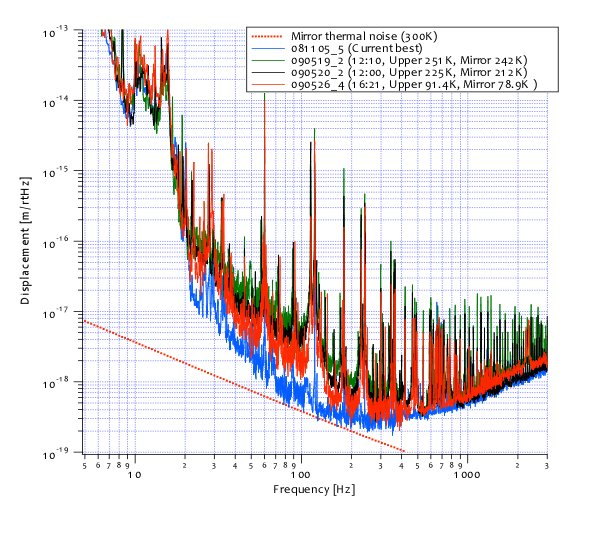 Mirror thermal noise (300K)
081105_5 (Current best)
090519_2 (12:10, Upper 251K, Mirror 242K)
090520_2 (12:00, Upper 225K, Mirror 212K)
090526_4 (16:21, Upper 91.4K, Mirror 78.9K )
10-13
10-14
10-15
10-16
10-17
10-18
10-19
Displacement [m/rtHz]
5 6 7 8 9 10 2 3 4 5 6 7 8 9 100 2 3 4 5 6 7 8 9 1000 2 3
Frequency [Hz]